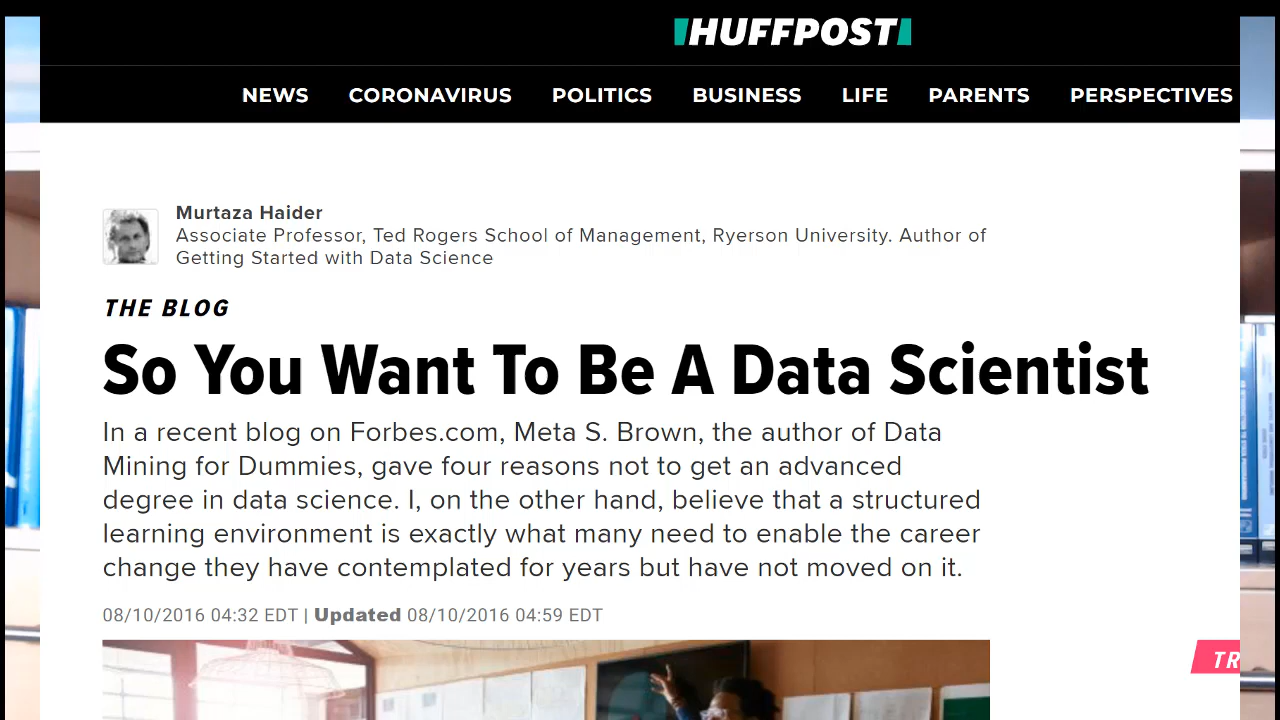 HUFFPOST
NEWS CORONAVIRUS POLITICS BUSINESS LIFE PARENTS PERSPECTIVES
Murtaza Haider
Associate Professor, Ted Rogers School of Management, Ryerson University. Author of
Getting Started with Data Science
THE BLOG
So You Want To Be A Data Scientist
In a recent blog on Forbes.com, Meta S. Brown, the author of Data
Mining for Dummies, gave four reasons not to get an advanced
degree in data science. I, on the other hand, believe that a structured
learning environment is exactly what many need to enable the career
change they have contemplated for years but have not moved on it.
08/10/2016 04:32 EDT | Updated 08/10/2016 04:59 EDT
TR